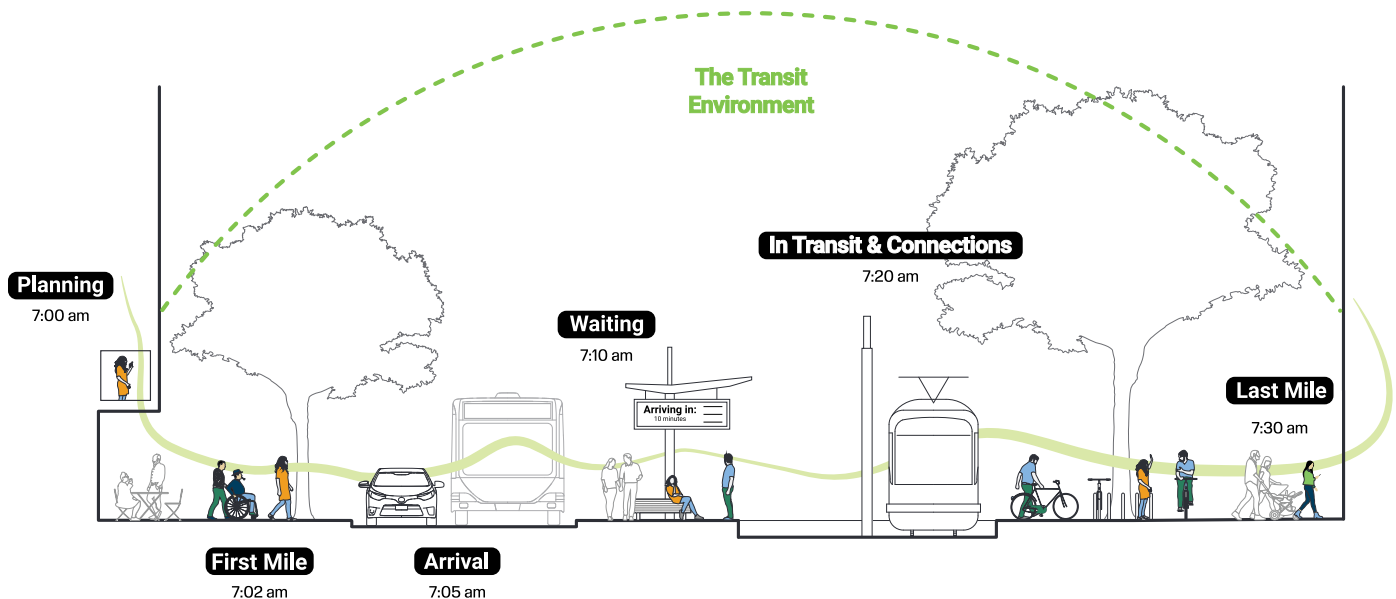 The Transit
Environment
Planning
7:00 am
First Mile
7:02 am
Arrival
7:05 am
Waiting
7:10 am
Arriving in:
10 minutes
In Transit & Connections
7:20 am
Last Mile
7:30 am